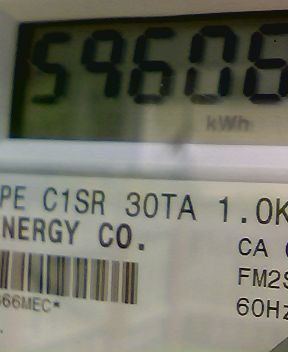 59606
kWh
PE C1SR 30TA 1.0K
NERGY CO.
CA
FM2S
66MEC*
60Hz